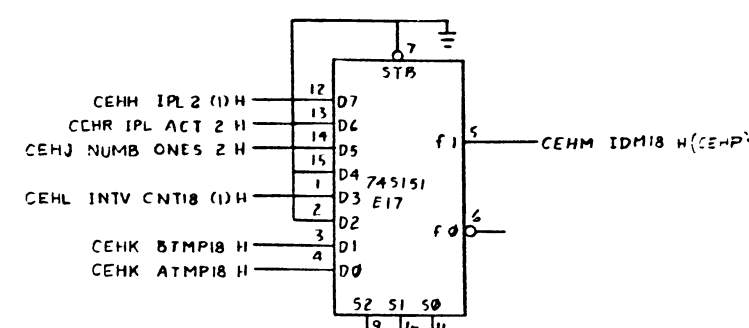 7
STB
CEHH IPL 2 (1) H 12 D7
CEHR IPL ACT 2 H 13 D6
CEHJ NUMB ONES 2 H 14 D5
f1 5 CEHM IDM18 H (CEHP)
15 D4
74S151
CEHL INTV CNT18 (1) H 1 D3
E17
2 D2
6
CEHK BTMP18 H 3 D1
f0
CEHK ATMP18 H 4 D0
S2 S1 S0
9 11